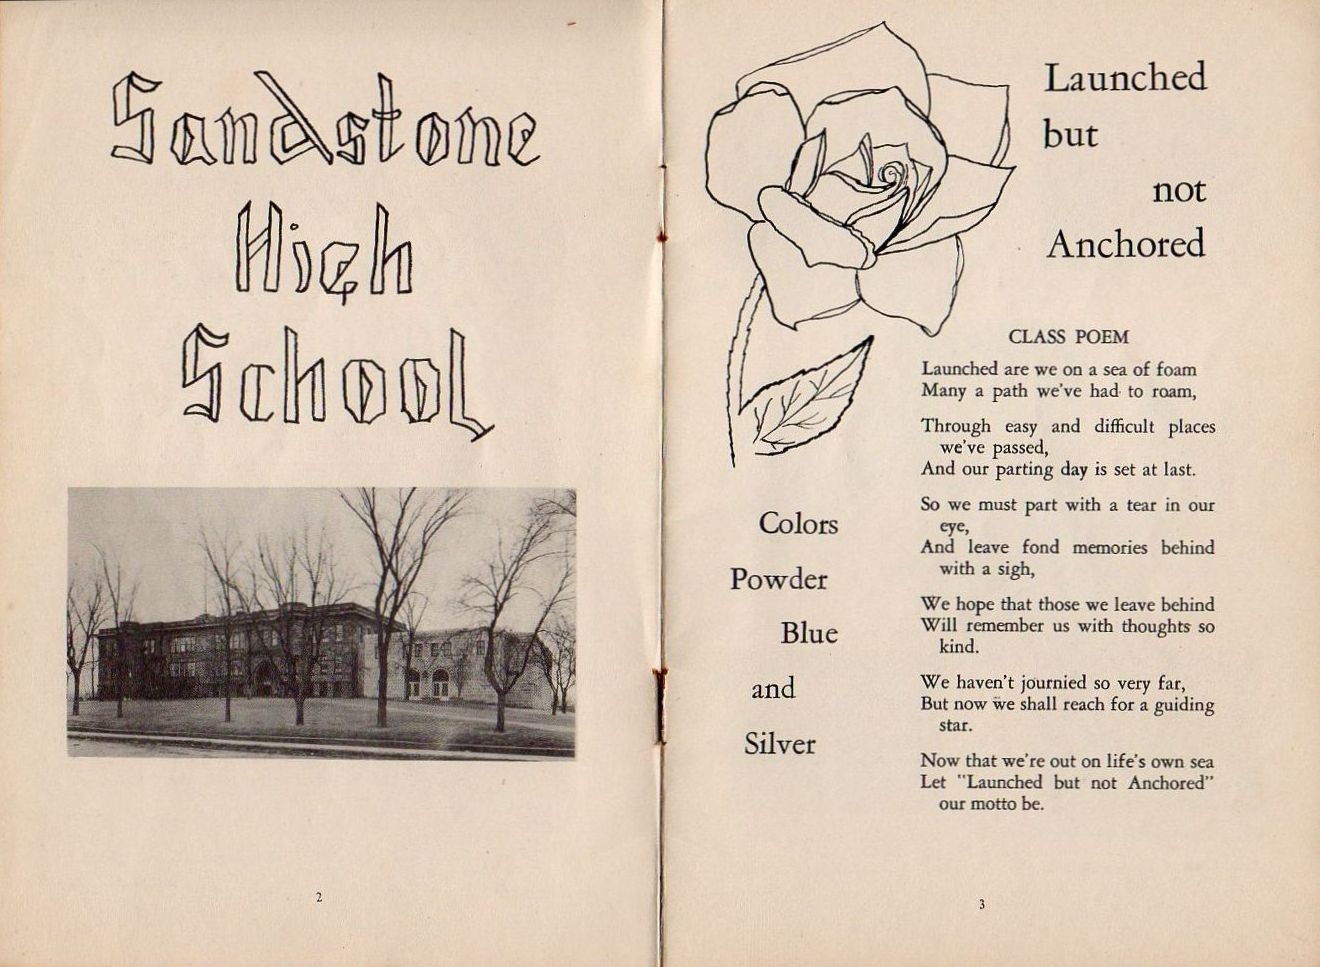 Sandstone
High
School
2
Launched
but
not
Anchored
CLASS POEM
Launched are we on a sea of foam
Many a path we've had to roam,
Through easy and difficult places
we've passed,
And our parting day is set at last.
So we must part with a tear in our
eye,
And leave fond memories behind
with a sigh,
We hope that those we leave behind
Will remember us with thoughts so
kind.
We haven't journied so very far,
But now we shall reach for a guiding
star.
Now that we're out on life's own sea
Let "Launched but not Anchored"
our motto be.
Colors
Powder
Blue
and
Silver
3